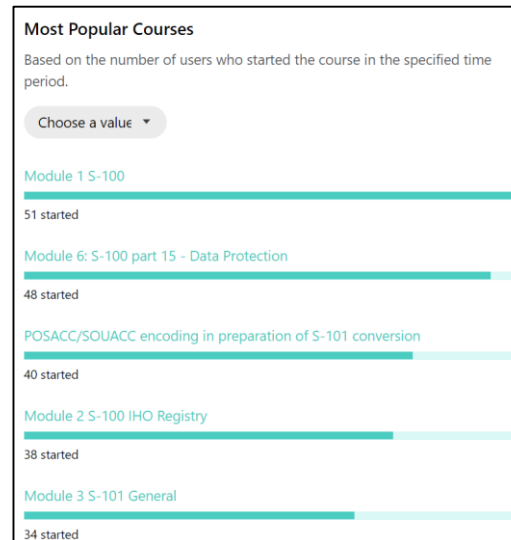 Most Popular Courses
Based on the number of users who started the course in the specified time
period.
Choose a value
Module 1 S-100
51 started
Module 6: S-100 part 15 - Data Protection
48 started
POSACC/SOUACC encoding in preparation of S-101 conversion
40 started
Module 2 S-100 IHO Registry
38 started
Module 3 S-101 General
34 started